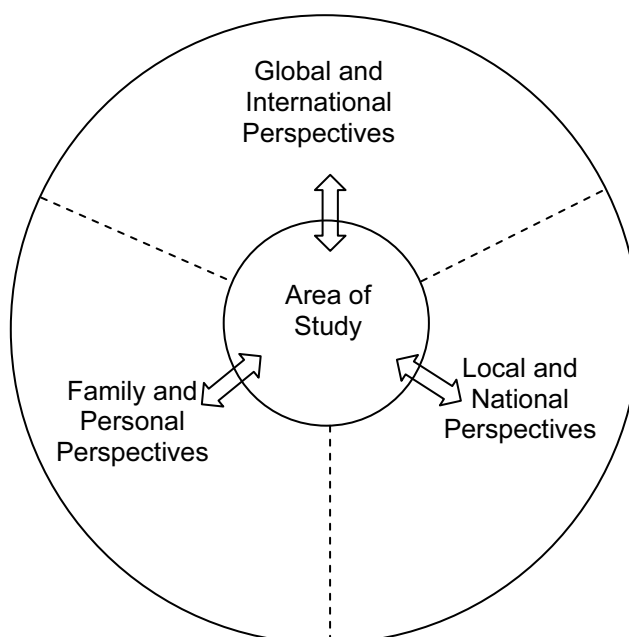 Global and
International
Perspectives
Area of
Study
Family and
Personal
Perspectives
Local and
National
Perspectives